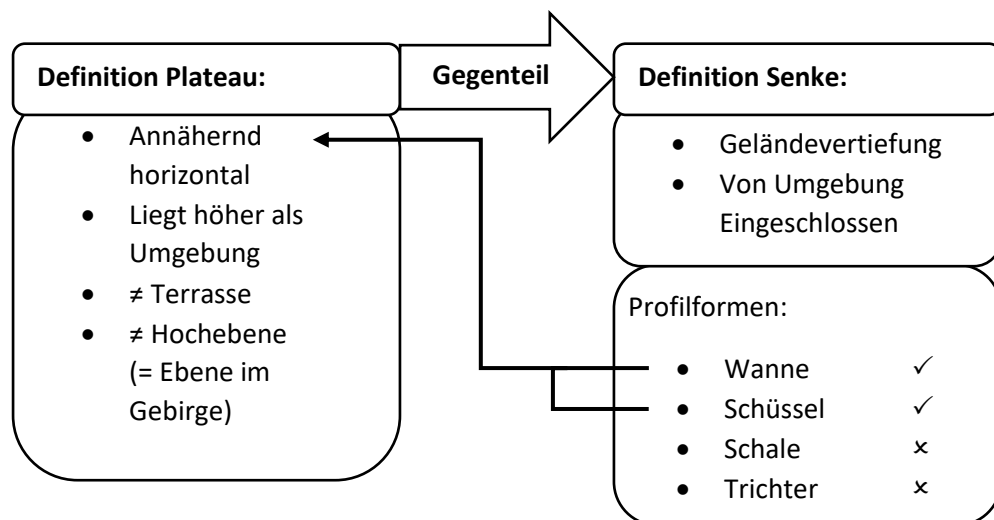 Definition Plateau:
• Annähernd
horizontal
• Liegt höher als
Umgebung
• ≠ Terrasse
• ≠ Hochebene
(= Ebene im
Gebirge)
Gegenteil
Definition Senke:
• Geländevertiefung
• Von Umgebung
Eingeschlossen
Profilformen:
• Wanne ✓
• Schüssel ✓
• Schale ×
• Trichter ×